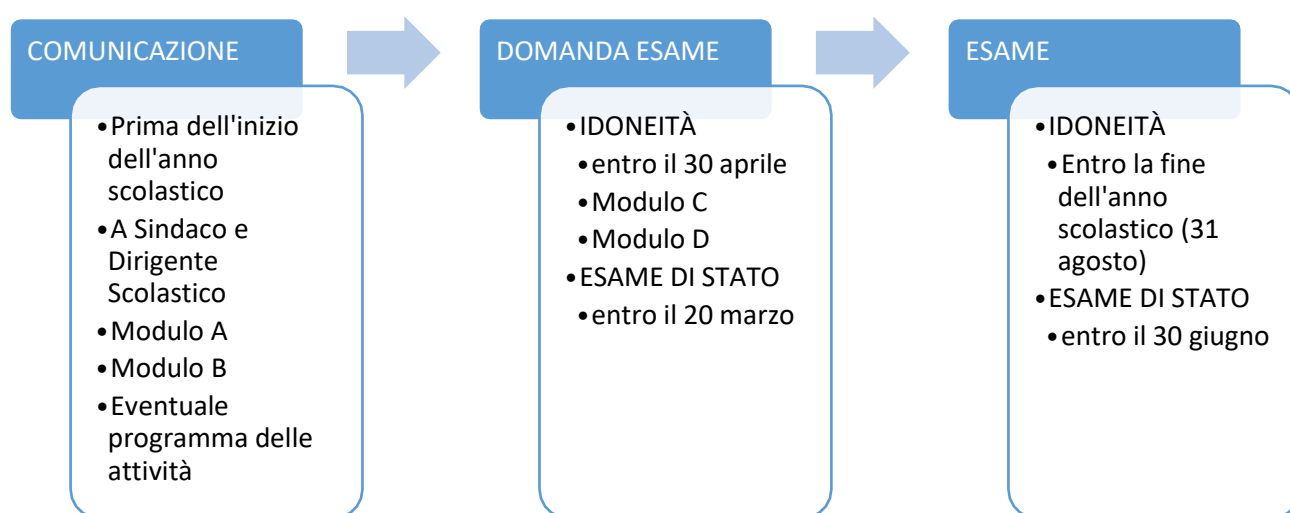 COMUNICAZIONE
•Prima dell'inizio
dell'anno
scolastico
•A Sindaco e
Dirigente
Scolastico
•Modulo A
•Modulo B
•Eventuale
programma delle
attività
DOMANDA ESAME
•IDONEITÀ
•entro il 30 aprile
•Modulo C
•Modulo D
•ESAME DI STATO
•entro il 20 marzo
ESAME
•IDONEITÀ
•Entro la fine
dell'anno
scolastico (31
agosto)
•ESAME DI STATO
•entro il 30 giugno